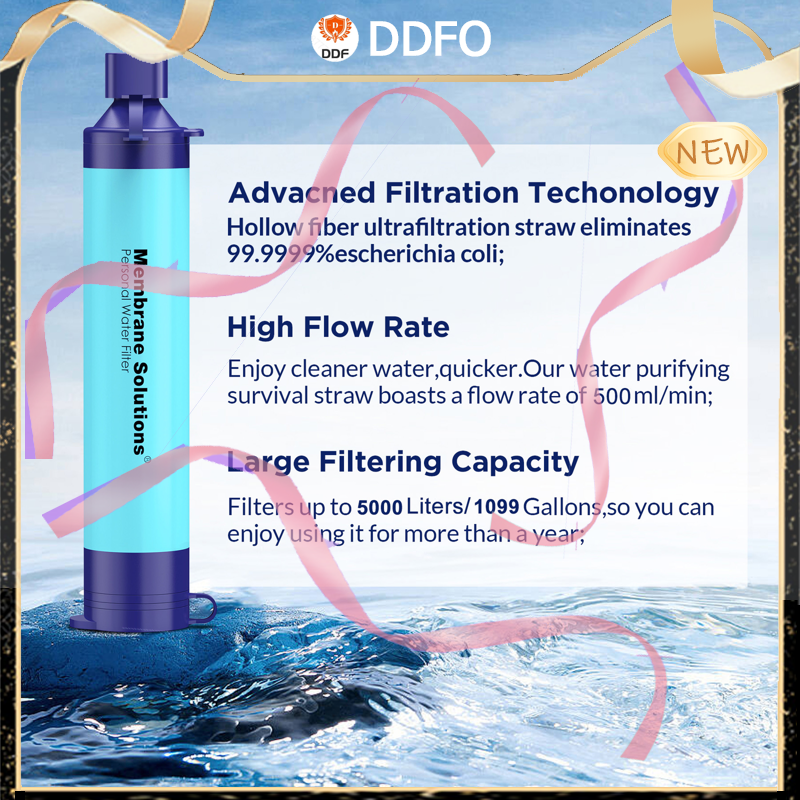 DDF
DDFO
NEW
Advacned Filtration Techonology
Hollow fiber ultrafiltration straw eliminates
99.9999%escherichia coli;
High Flow Rate
Enjoy cleaner water,quicker.Our water purifying
survival straw boasts a flow rate of 500ml/min;
Large Filtering Capacity
Filters up to 5000 Liters/1099 Gallons,so you can
enjoy using it for more than a year;
Membrane Solutions®
Personal Water Filter